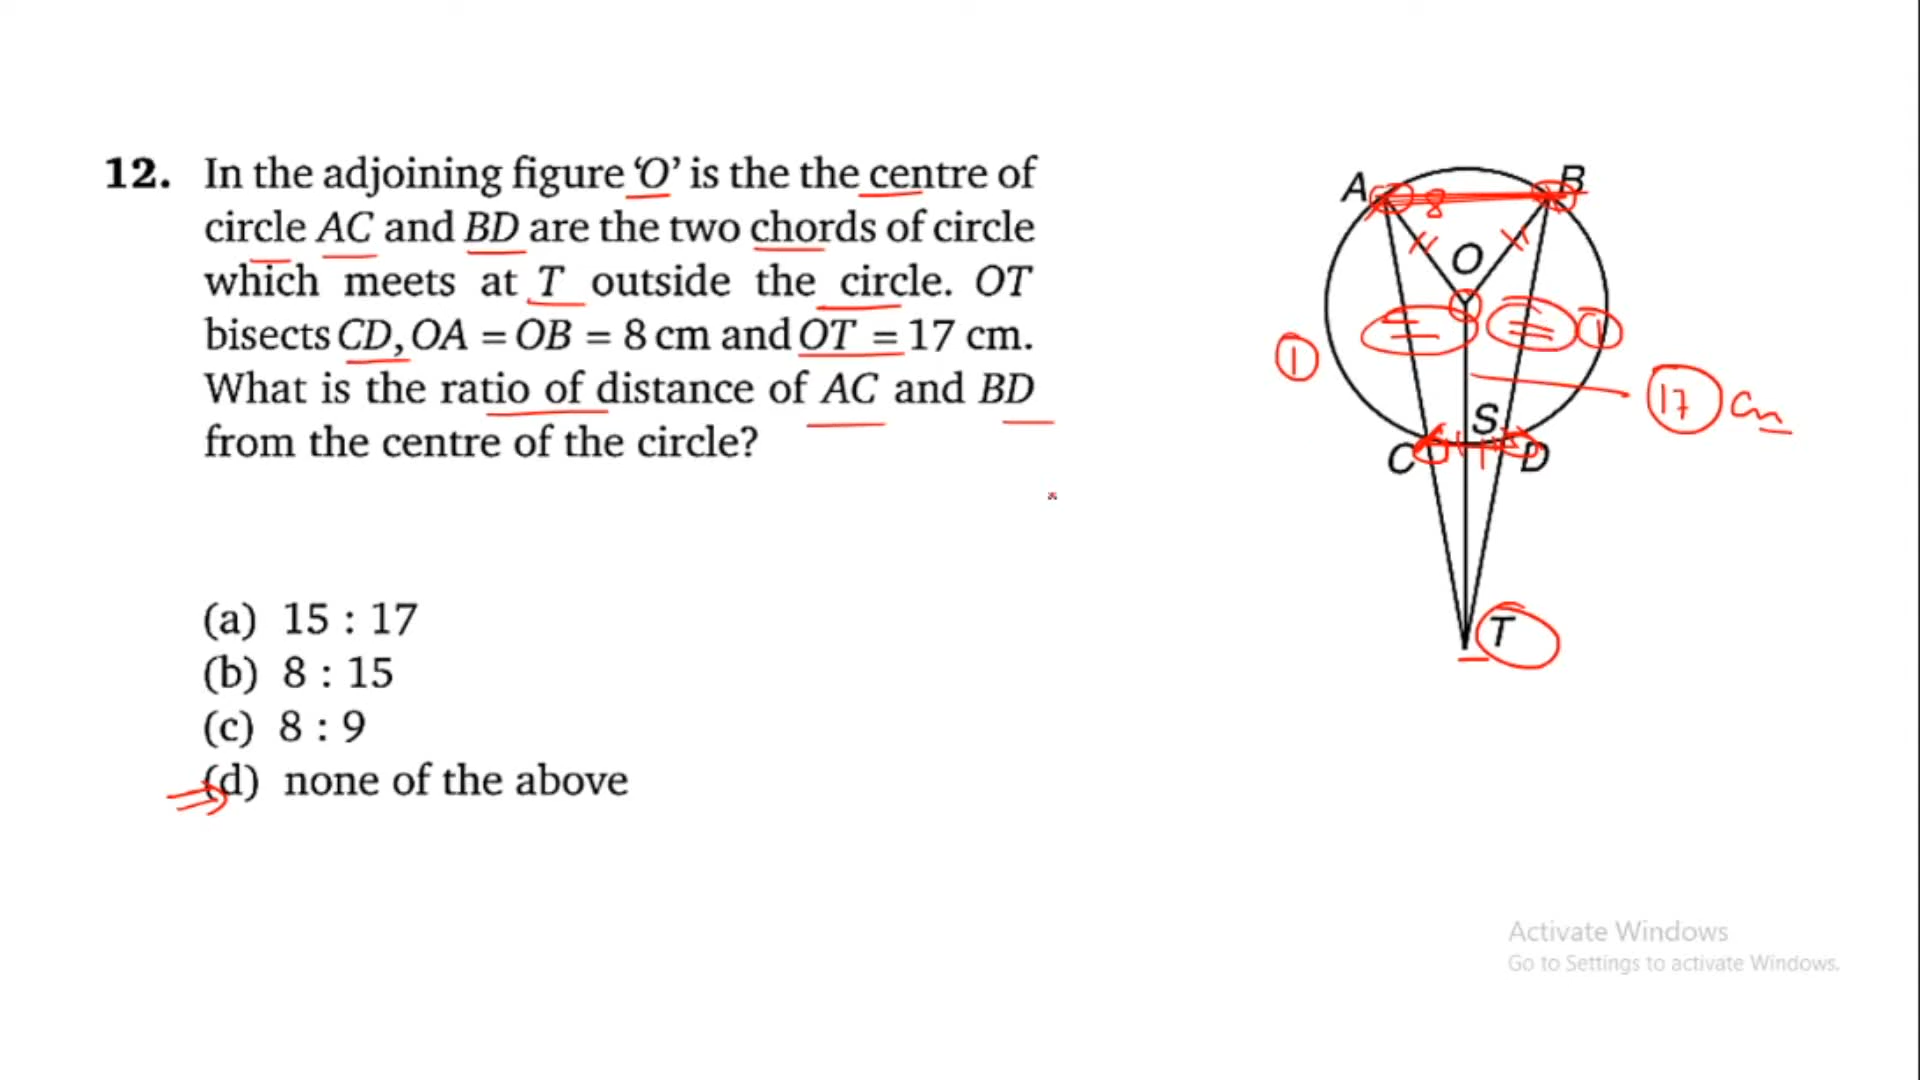 12. In the adjoining figure ‘O’ is the the centre of
circle AC and BD are the two chords of circle
which meets at T outside the circle. OT
bisects CD, OA = OB = 8 cm and OT = 17 cm.
What is the ratio of distance of AC and BD
from the centre of the circle?
(a) 15 : 17
(b) 8 : 15
(c) 8 : 9
(d) none of the above
A
B
8
O
1
1
17 cm
S
C
D
T
Activate Windows
Go to Settings to activate Windows.